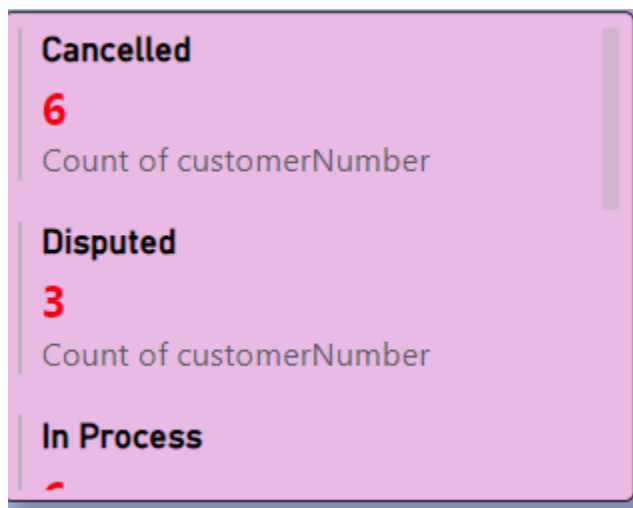 Cancelled
6
Count of customerNumber
Disputed
3
Count of customerNumber
In Process